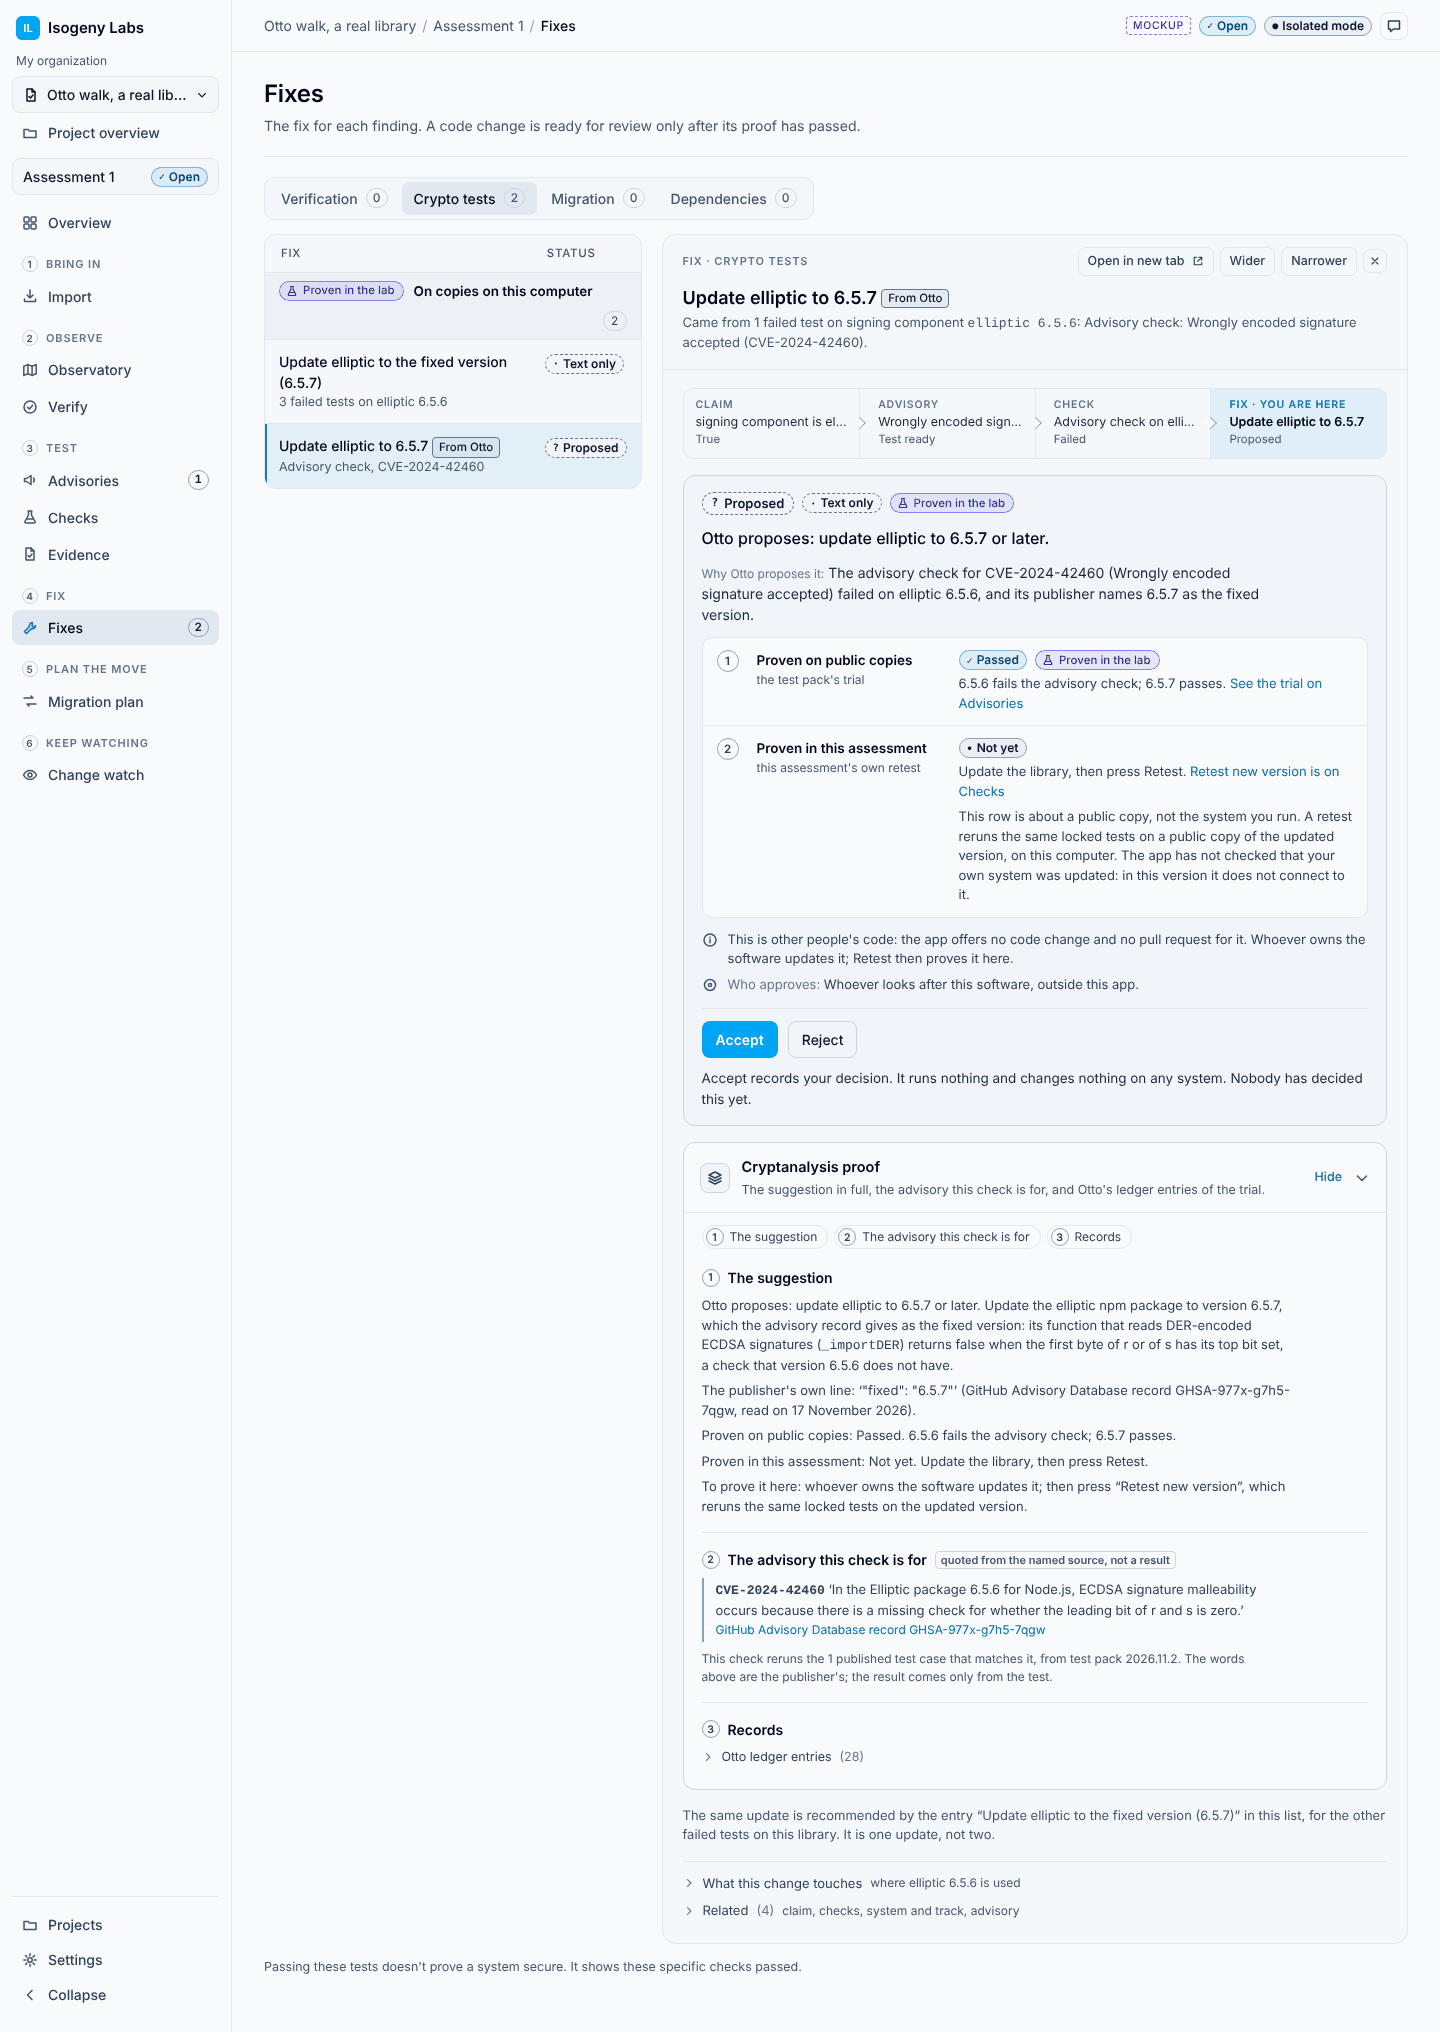 IL Isogeny Labs
My organization
Otto walk, a real lib...
Project overview
Assessment 1 ✓ Open
Overview
1 BRING IN
Import
2 OBSERVE
Observatory
Verify
3 TEST
Advisories 1
Checks
Evidence
4 FIX
Fixes 2
5 PLAN THE MOVE
Migration plan
6 KEEP WATCHING
Change watch
Projects
Settings
Collapse
Otto walk, a real library / Assessment 1 / Fixes
MOCKUP ✓ Open • Isolated mode
Fixes
The fix for each finding. A code change is ready for review only after its proof has passed.
Verification 0 Crypto tests 2 Migration 0 Dependencies 0
FIX STATUS
Proven in the lab On copies on this computer
2
Update elliptic to the fixed version · Text only
(6.5.7)
3 failed tests on elliptic 6.5.6
Update elliptic to 6.5.7 From Otto ? Proposed
Advisory check, CVE-2024-42460
FIX · CRYPTO TESTS Open in new tab Wider Narrower
Update elliptic to 6.5.7 From Otto
Came from 1 failed test on signing component elliptic 6.5.6: Advisory check: Wrongly encoded signature
accepted (CVE-2024-42460).
CLAIM ADVISORY CHECK FIX · YOU ARE HERE
signing component is el... Wrongly encoded sign... Advisory check on elli... Update elliptic to 6.5.7
True Test ready Failed Proposed
? Proposed · Text only Proven in the lab
Otto proposes: update elliptic to 6.5.7 or later.
Why Otto proposes it: The advisory check for CVE-2024-42460 (Wrongly encoded
signature accepted) failed on elliptic 6.5.6, and its publisher names 6.5.7 as the fixed
version.
1 Proven on public copies ✓ Passed Proven in the lab
the test pack's trial 6.5.6 fails the advisory check; 6.5.7 passes. See the trial on
Advisories
2 Proven in this assessment • Not yet
this assessment's own retest Update the library, then press Retest. Retest new version is on
Checks
This row is about a public copy, not the system you run. A retest
reruns the same locked tests on a public copy of the updated
version, on this computer. The app has not checked that your
own system was updated: in this version it does not connect to
it.
This is other people's code: the app offers no code change and no pull request for it. Whoever owns the
software updates it; Retest then proves it here.
Who approves: Whoever looks after this software, outside this app.
Accept Reject
Accept records your decision. It runs nothing and changes nothing on any system. Nobody has decided
this yet.
Cryptanalysis proof
The suggestion in full, the advisory this check is for, and Otto's ledger entries of the trial. Hide
1 The suggestion 2 The advisory this check is for 3 Records
1 The suggestion
Otto proposes: update elliptic to 6.5.7 or later. Update the elliptic npm package to version 6.5.7,
which the advisory record gives as the fixed version: its function that reads DER-encoded
ECDSA signatures (_importDER) returns false when the first byte of r or of s has its top bit set,
a check that version 6.5.6 does not have.
The publisher's own line: ‘"fixed": "6.5.7"’ (GitHub Advisory Database record GHSA-977x-g7h5-
7qgw, read on 17 November 2026).
Proven on public copies: Passed. 6.5.6 fails the advisory check; 6.5.7 passes.
Proven in this assessment: Not yet. Update the library, then press Retest.
To prove it here: whoever owns the software updates it; then press “Retest new version”, which
reruns the same locked tests on the updated version.
2 The advisory this check is for quoted from the named source, not a result
CVE-2024-42460 ‘In the Elliptic package 6.5.6 for Node.js, ECDSA signature malleability
occurs because there is a missing check for whether the leading bit of r and s is zero.’
GitHub Advisory Database record GHSA-977x-g7h5-7qgw
This check reruns the 1 published test case that matches it, from test pack 2026.11.2. The words
above are the publisher's; the result comes only from the test.
3 Records
Otto ledger entries (28)
The same update is recommended by the entry “Update elliptic to the fixed version (6.5.7)” in this list, for the other
failed tests on this library. It is one update, not two.
What this change touches where elliptic 6.5.6 is used
Related (4) claim, checks, system and track, advisory
Passing these tests doesn't prove a system secure. It shows these specific checks passed.